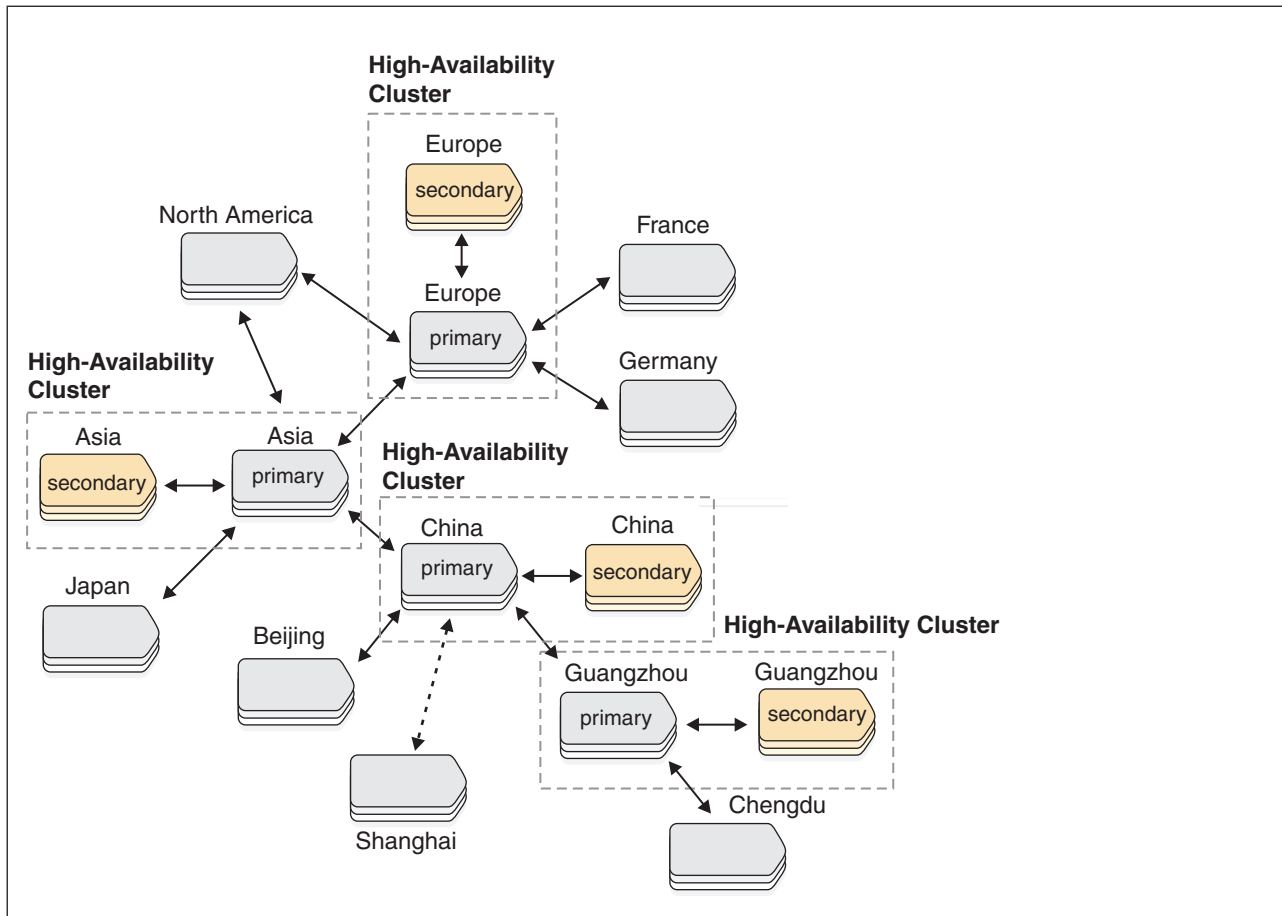 High-Availability
Cluster
Europe
secondary
North America
France
Europe
primary
High-Availability
Cluster
Germany
Asia
Asia
secondary
primary
High-Availability
Cluster
China
China
primary
secondary
Japan
Beijing
High-Availability Cluster
Guangzhou
Guangzhou
primary
secondary
Shanghai
Chengdu